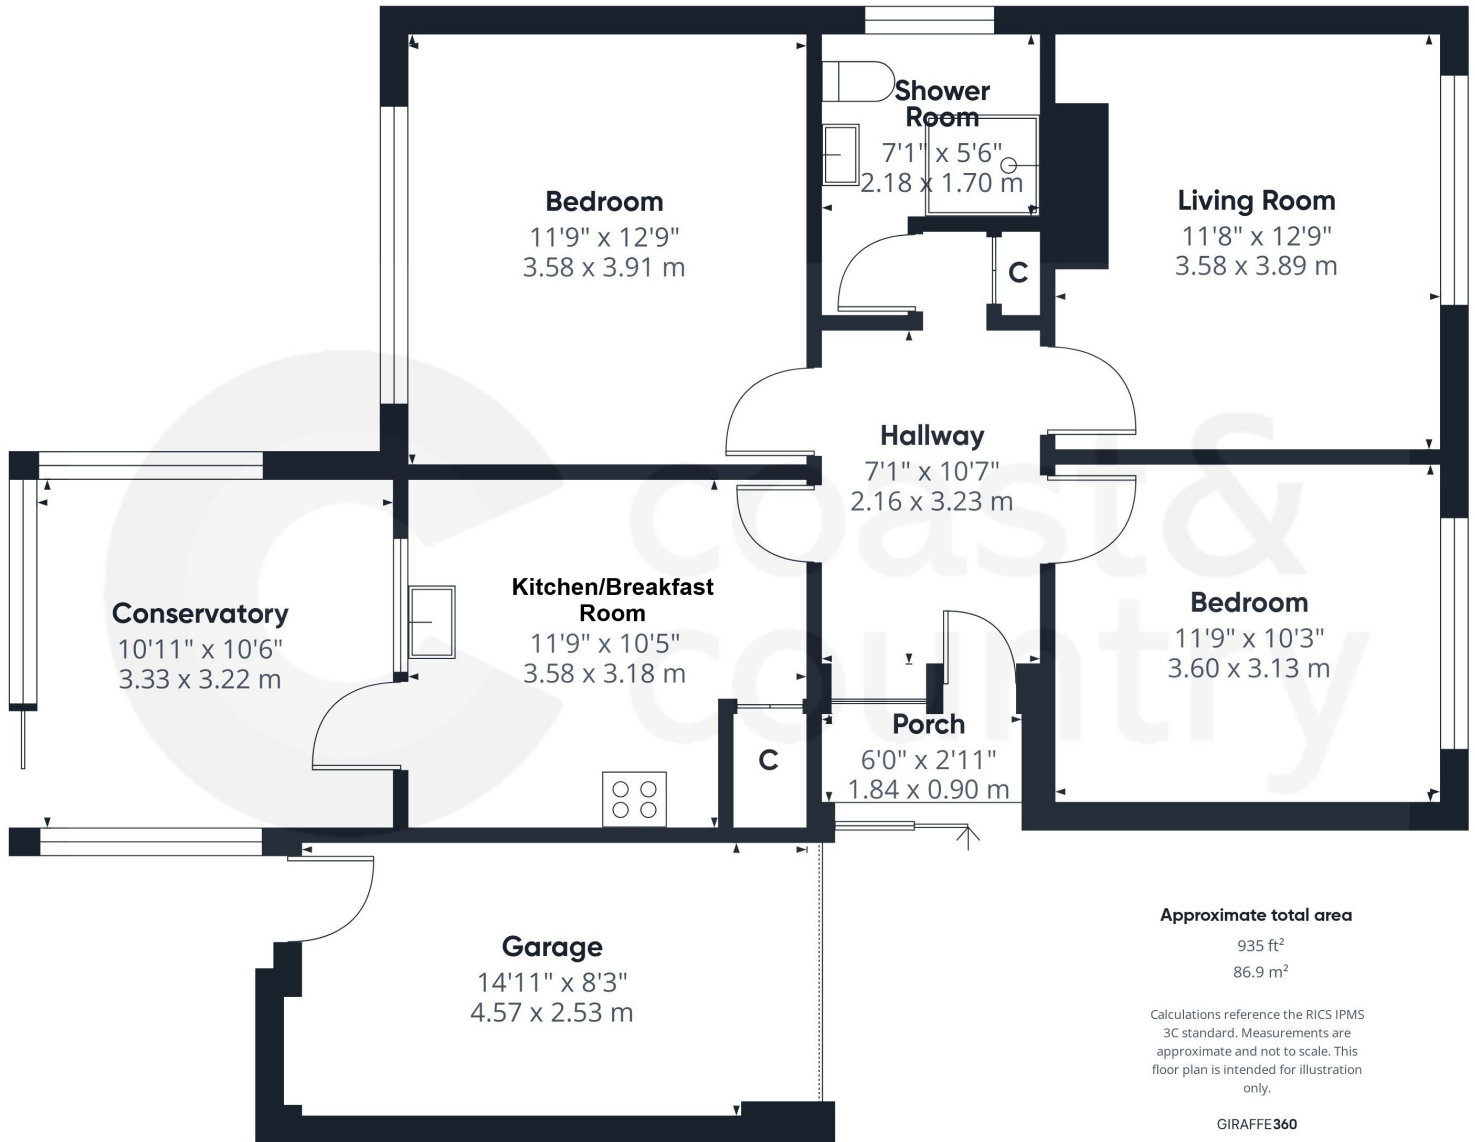 Shower
Room
7'1" x 5'6"
2.18 x 1.70 m
Bedroom
11'9" x 12'9"
3.58 x 3.91 m
Living Room
11'8" x 12'9"
3.58 x 3.89 m
C
Hallway
7'1" x 10'7"
2.16 x 3.23 m
coast&
country
Conservatory
10'11" x 10'6"
3.33 x 3.22 m
Kitchen/Breakfast
Room
11'9" x 10'5"
3.58 x 3.18 m
Bedroom
11'9" x 10'3"
3.60 x 3.13 m
C
Porch
6'0" x 2'11"
1.84 x 0.90 m
Garage
14'11" x 8'3"
4.57 x 2.53 m
Approximate total area
935 ft²
86.9 m²
Calculations reference the RICS IPMS
3C standard. Measurements are
approximate and not to scale. This
floor plan is intended for illustration
only.
GIRAFFE360